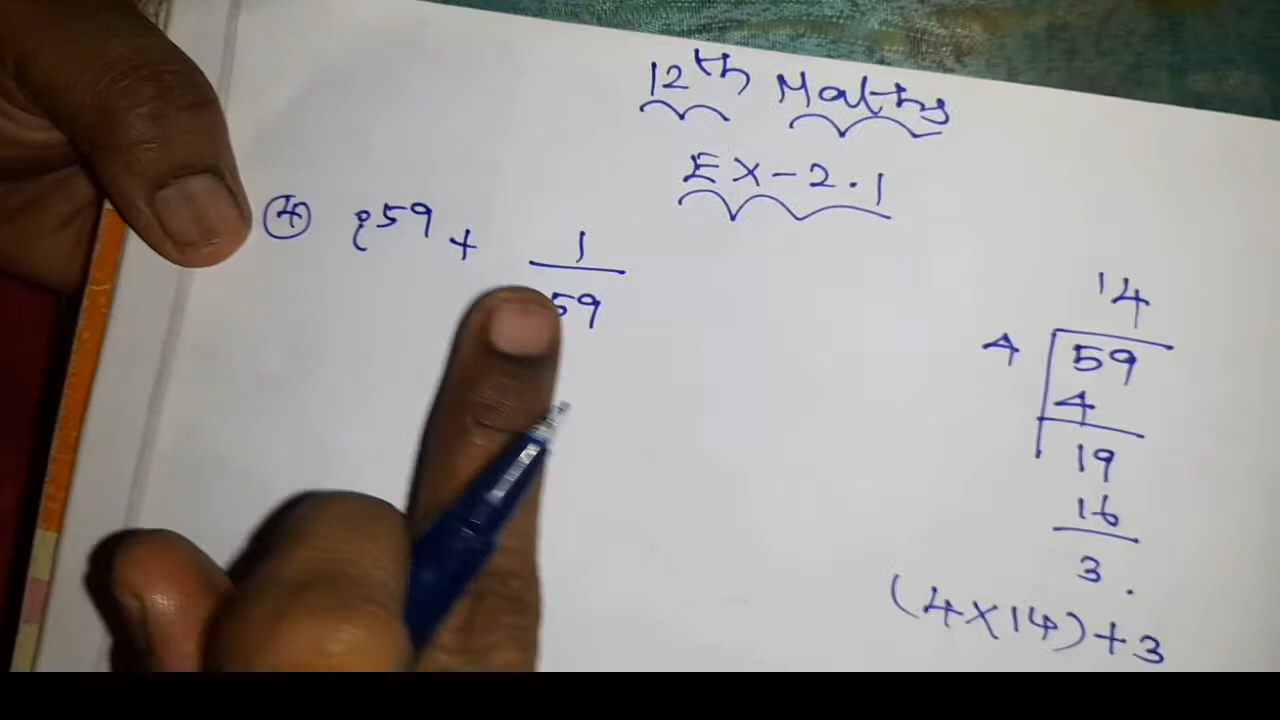 12th Maths
EX-2.1
④ i⁵⁹ + 1
59
14
4 59
4
19
16
3.
(4×14)+3